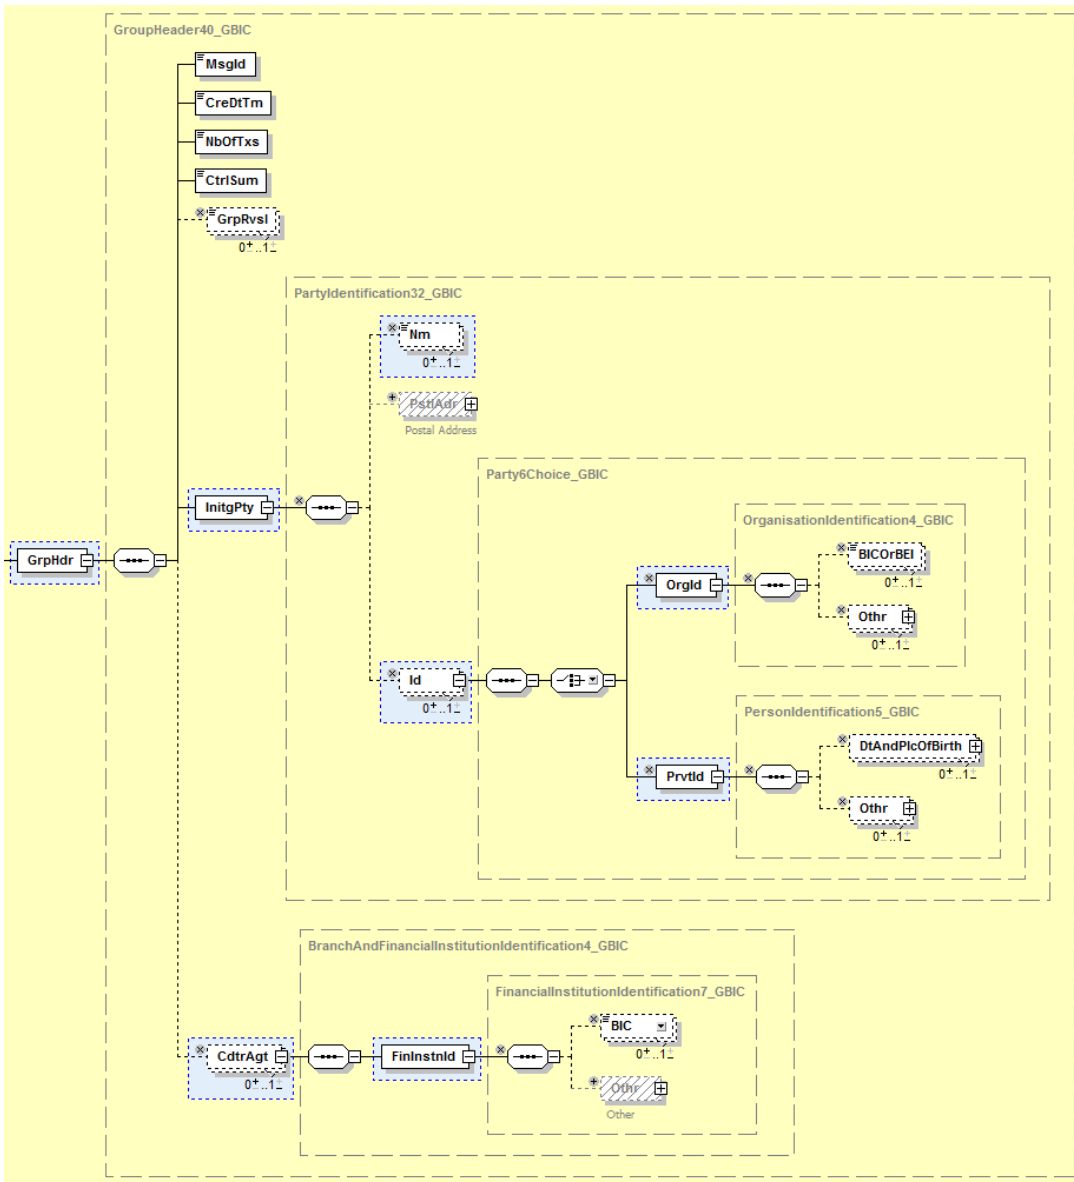 GroupHeader40_GBIC
MsgId
CreDtTm
NbOfTxs
CtrlSum
GrpRvsl
0±..1±
PartyIdentification32_GBIC
Nm
0±..1±
PstlAdr
Postal Address
Party6Choice_GBIC
InitgPty
OrganisationIdentification4_GBIC
BICOrBEI
0±..1±
GrpHdr
OrgId
Othr
0±..1±
Id
0±..1±
PersonIdentification5_GBIC
DtAndPlcOfBirth
0±..1±
PrvtId
Othr
0±..1±
BranchAndFinancialInstitutionIdentification4_GBIC
FinancialInstitutionIdentification7_GBIC
BIC
0±..1±
CdtrAgt
0±..1±
FinInstnId
Othr
Other